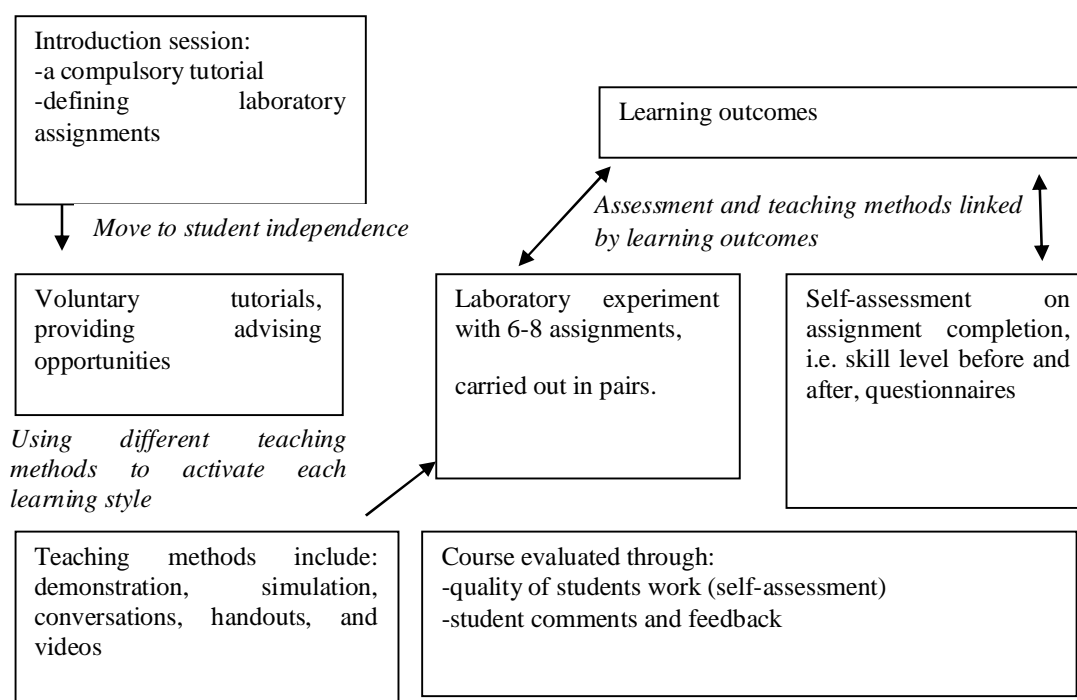 Introduction session:
-a compulsory tutorial
-defining laboratory
assignments
Learning outcomes
Move to student independence
Assessment and teaching methods linked
by learning outcomes
Voluntary tutorials,
providing advising
opportunities
Laboratory experiment
with 6-8 assignments,
carried out in pairs.
Self-assessment on
assignment completion,
i.e. skill level before and
after, questionnaires
Using different teaching
methods to activate each
learning style
Teaching methods include:
demonstration, simulation,
conversations, handouts, and
videos
Course evaluated through:
-quality of students work (self-assessment)
-student comments and feedback